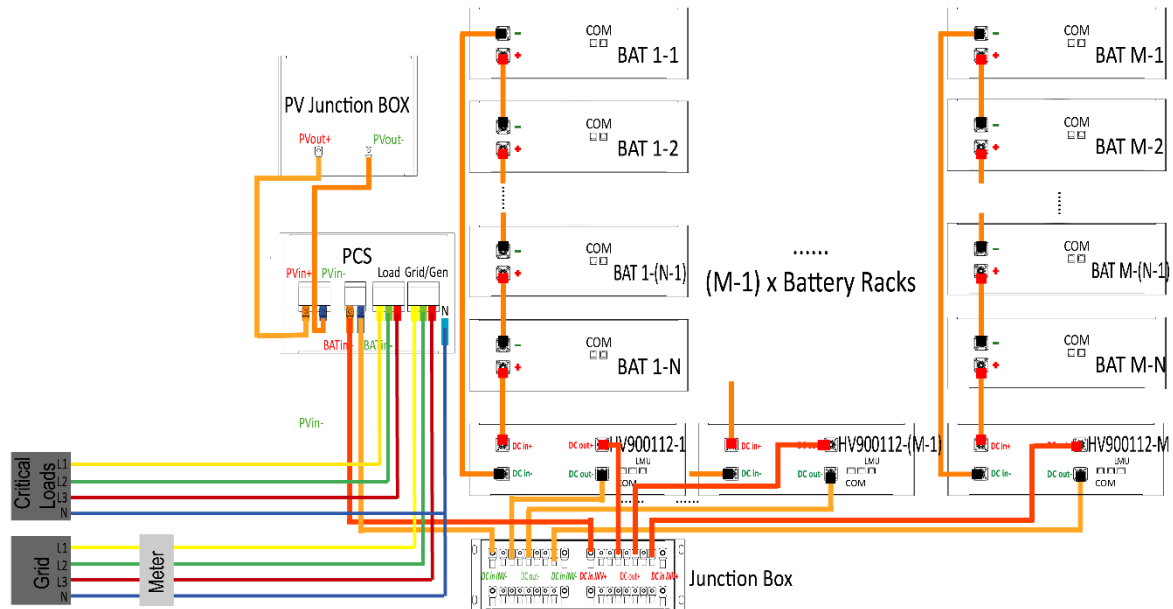 PV Junction BOX
PVout+
PVout-
PCS
PVin+
PVin-
Load
Grid/Gen
N
BATin-
BATin-
PVin-
Critical
Loads
L1
L2
L3
N
Grid
L1
L2
L3
N
Meter
-
COM
+
BAT 1-1
-
COM
+
BAT 1-2
......
-
COM
+
BAT 1-(N-1)
-
COM
+
BAT 1-N
DC in+
DC out+
HV900112-1
LMU
DC in-
DC out-
COM
......
(M-1) x Battery Racks
DC in+
DC out+
HV900112-(M-1)
LMU
DC in-
DC out-
COM
......
......
-
COM
+
BAT M-1
-
COM
+
BAT M-2
......
-
COM
+
BAT M-(N-1)
-
COM
+
BAT M-N
DC in+
DC out+
HV900112-M
LMU
DC in-
DC out-
COM
DC in INV-
DC out-
DC in INV-
DC in INV+
DC out+
DC in INV+
Junction Box